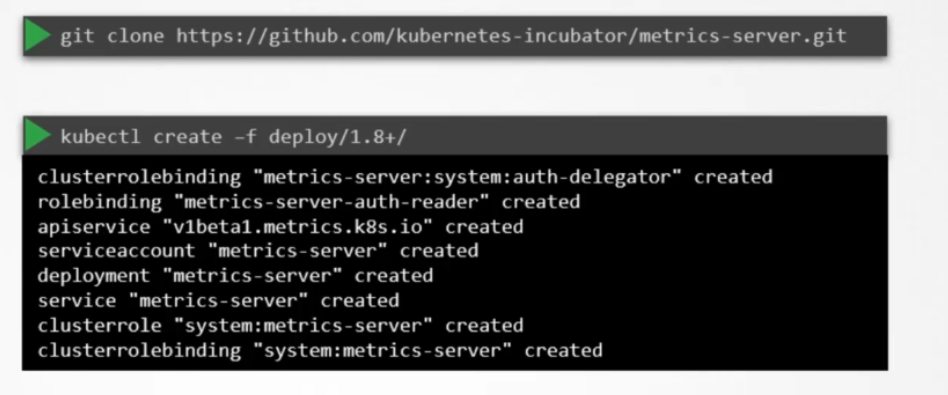 git clone https://github.com/kubernetes-incubator/metrics-server.git
kubectl create –f deploy/1.8+/
clusterrolebinding "metrics-server:system:auth-delegator" created
rolebinding "metrics-server-auth-reader" created
apiservice "v1beta1.metrics.k8s.io" created
serviceaccount "metrics-server" created
deployment "metrics-server" created
service "metrics-server" created
clusterrole "system:metrics-server" created
clusterrolebinding "system:metrics-server" created